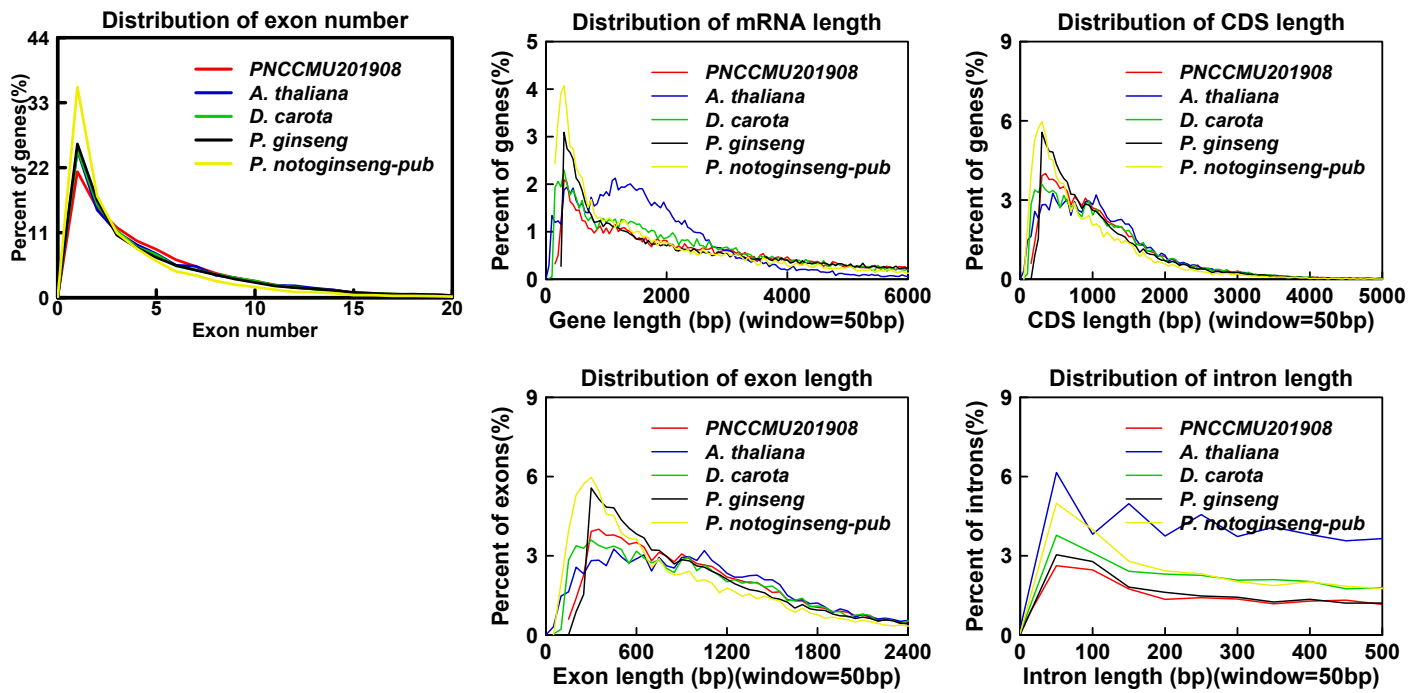 Distribution of exon number
44
33
22
11
0
Percent of genes(%)
PNCCMU201908
A. thaliana
D. carota
P. ginseng
P. notoginseng-pub
0 5 10 15 20
Exon number
Distribution of mRNA length
5
4
3
2
1
0
Percent of genes(%)
PNCCMU201908
A. thaliana
D. carota
P. ginseng
P. notoginseng-pub
0 2000 4000 6000
Gene length (bp) (window=50bp)
Distribution of CDS length
9
6
3
0
Percent of genes(%)
PNCCMU201908
A. thaliana
D. carota
P. ginseng
P. notoginseng-pub
0 1000 2000 3000 4000 5000
CDS length (bp) (window=50bp)
Distribution of exon length
9
6
3
0
Percent of exons(%)
PNCCMU201908
A. thaliana
D. carota
P. ginseng
P. notoginseng-pub
0 600 1200 1800 2400
Exon length (bp)(window=50bp)
Distribution of intron length
9
6
3
0
Percent of introns(%)
PNCCMU201908
A. thaliana
D. carota
P. ginseng
P. notoginseng-pub
0 100 200 300 400 500
Intron length (bp)(window=50bp)